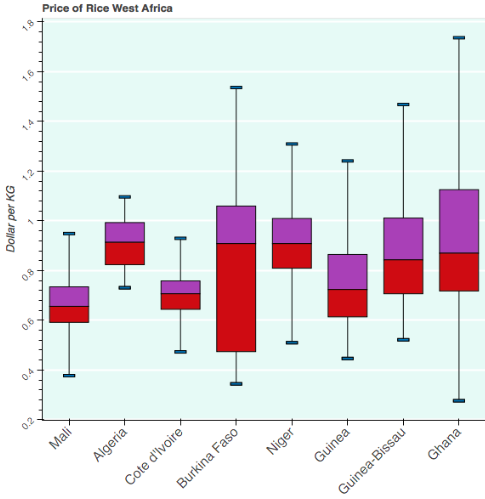 Price of Rice West Africa
1.8
1.6
1.4
1.2
1
0.8
0.6
0.4
0.2
Dollar per KG
Mali
Algeria
Cote d'Ivoire
Burkina Faso
Niger
Guinea
Guinea-Bissau
Ghana